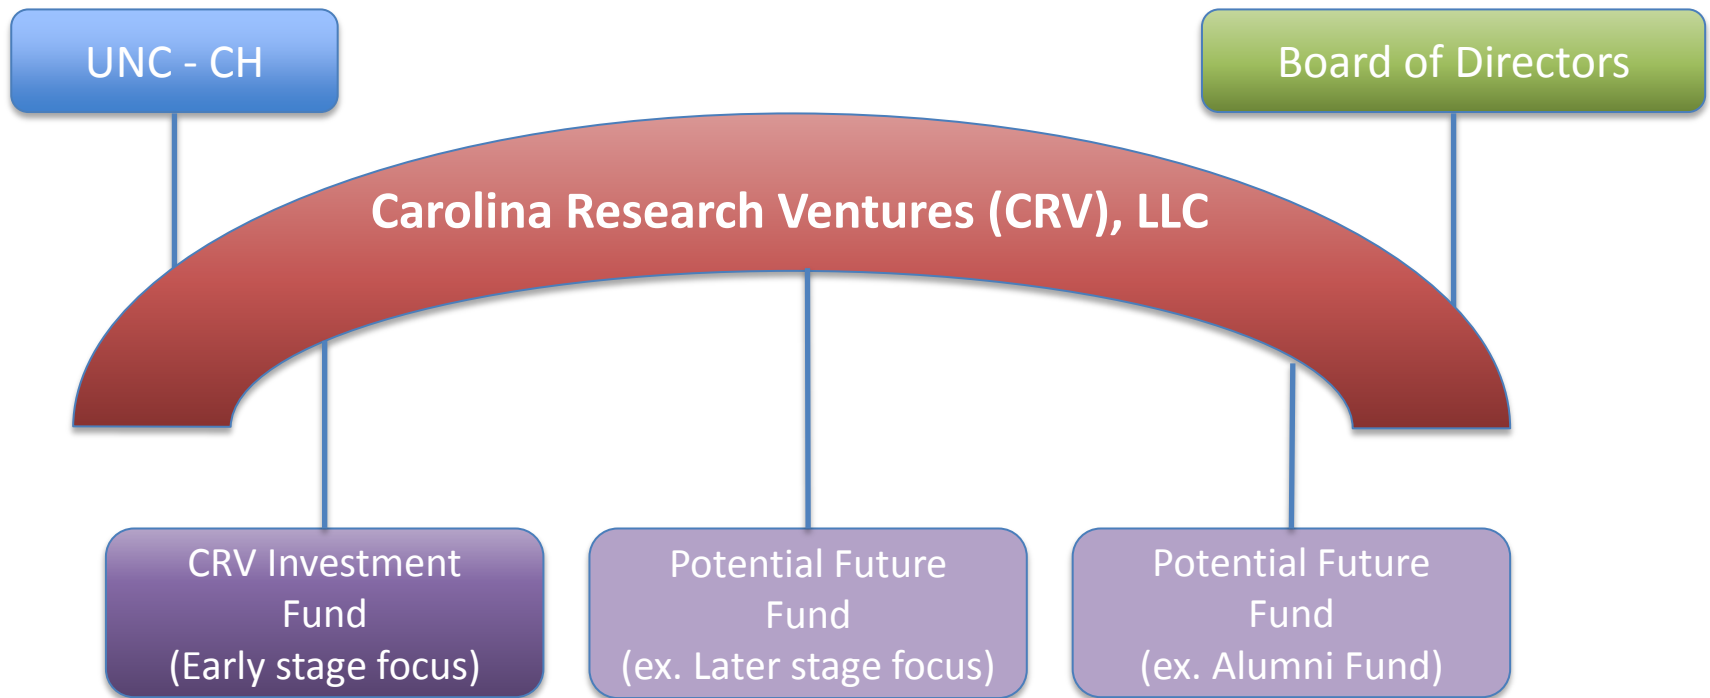 UNC - CH
Board of Directors
Carolina Research Ventures (CRV), LLC
CRV Investment
Fund
(Early stage focus)
Potential Future
Fund
(ex. Later stage focus)
Potential Future
Fund
(ex. Alumni Fund)